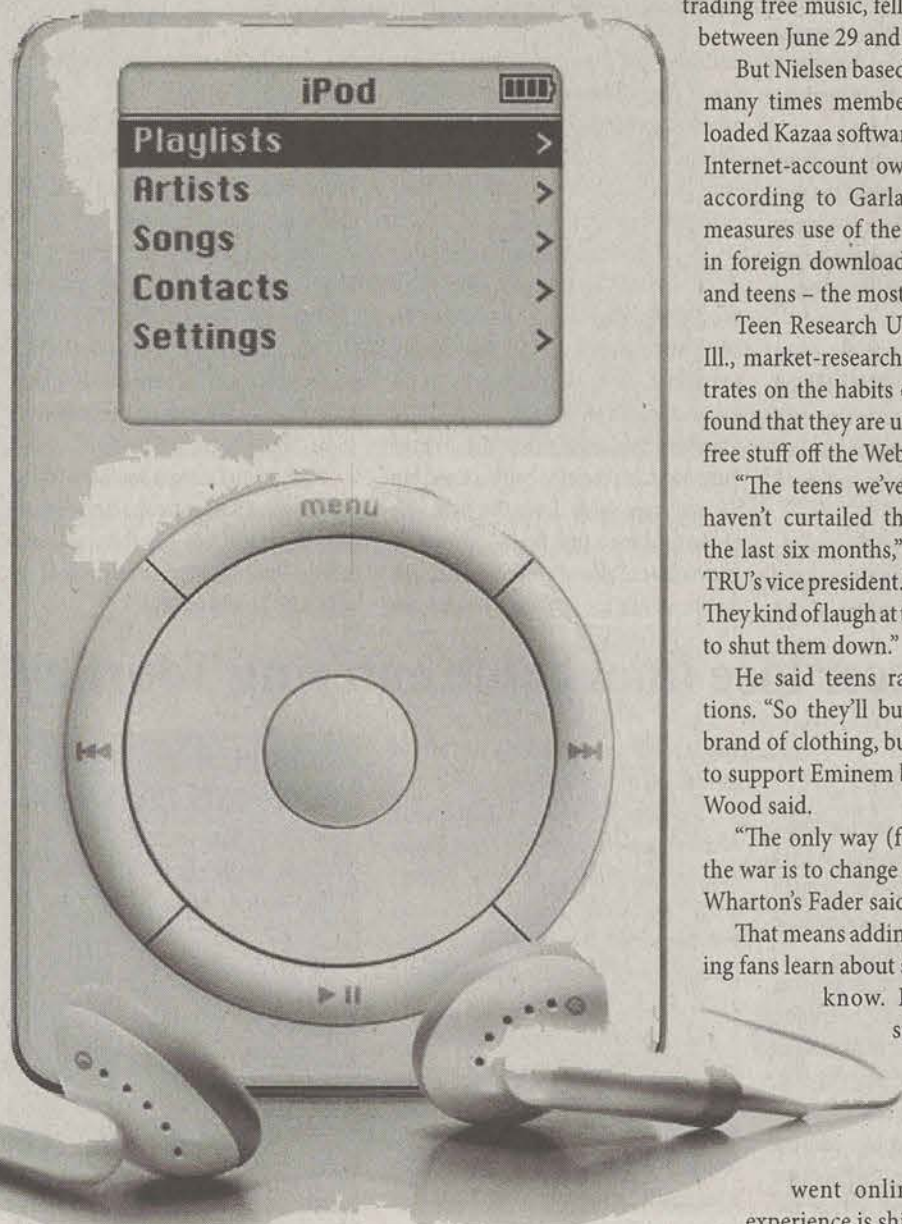 iPod
Playlists >
Artists >
Songs >
Contacts >
Settings >
menu
trading free music, fell
between June 29 and
But Nielsen based
many times membe
loaded Kazaa softwar
Internet-account ow
according to Garla
measures use of the
in foreign download
and teens – the most
Teen Research U
Ill., market-research
trates on the habits
found that they are u
free stuff off the Web
"The teens we've
haven't curtailed th
the last six months,"
TRU's vice president.
They kind of laugh at
to shut them down."
He said teens ra
tions. "So they'll bu
brand of clothing, bu
to support Eminem b
Wood said.
"The only way (f
the war is to change
Wharton's Fader said
That means addin
ing fans learn about s
know. I
s
went onlin
experience is shi